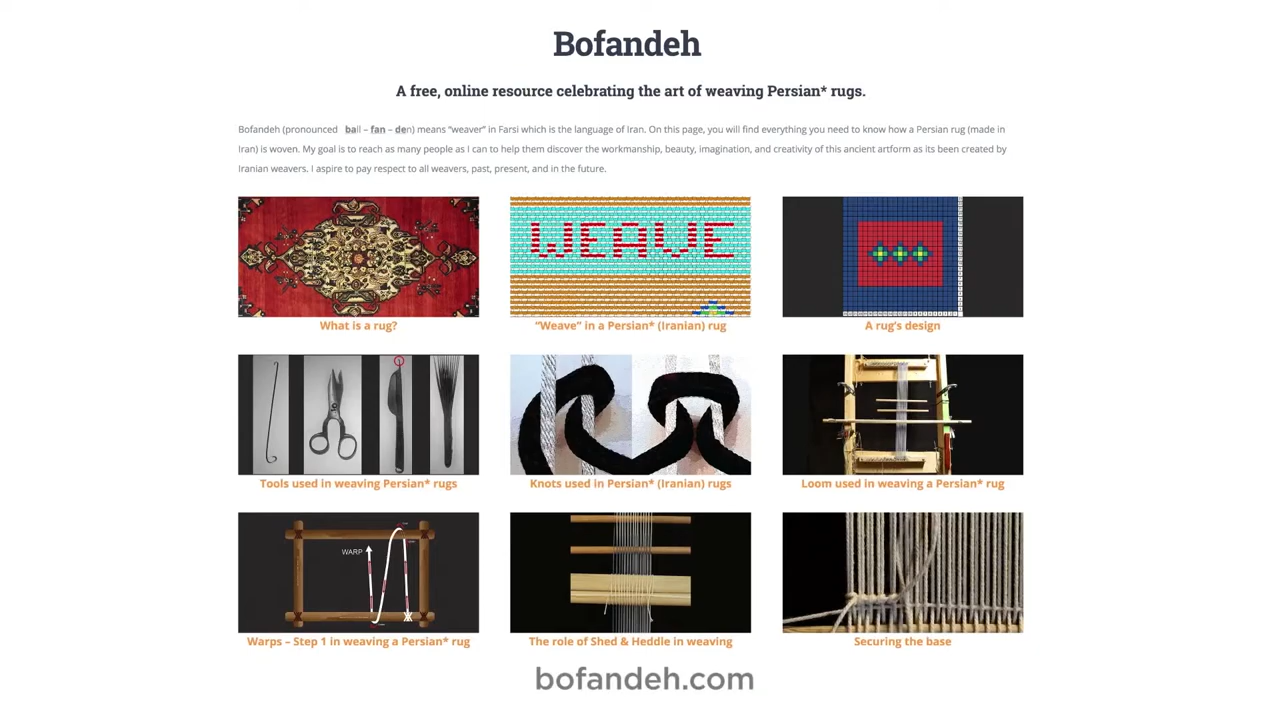 Bofandeh
A free, online resource celebrating the art of weaving Persian* rugs.
Bofandeh (pronounced ball – fan – den) means “weaver” in Farsi which is the language of Iran. On this page, you will find everything you need to know how a Persian rug (made in
Iran) is woven. My goal is to reach as many people as I can to help them discover the workmanship, beauty, imagination, and creativity of this ancient artform as its been created by
Iranian weavers. I aspire to pay respect to all weavers, past, present, and in the future.
WEAVE
What is a rug?
“Weave” in a Persian* (Iranian) rug
A rug's design
Tools used in weaving Persian* rugs
Knots used in Persian* (Iranian) rugs
Loom used in weaving a Persian* rug
WARP
Warps – Step 1 in weaving a Persian* rug
The role of Shed & Heddle in weaving
Securing the base
bofandeh.com